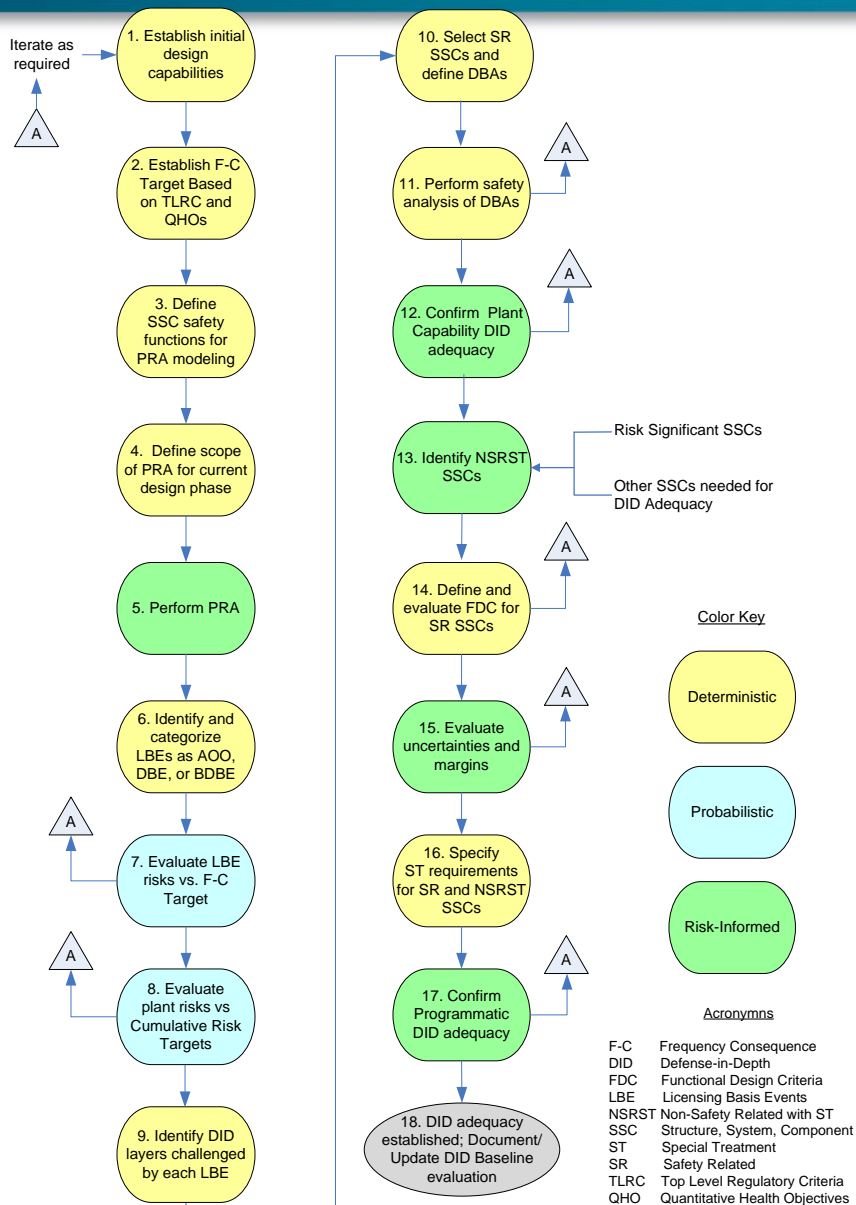 Iterate as
required
A
1. Establish initial
design
capabilities
2. Establish F-C
Target Based
on TLRC and
QHOs
3. Define
SSC safety
functions for
PRA modeling
4.  Define scope
of PRA for current
design phase
5. Perform PRA
6. Identify and
categorize
LBEs as AOO,
DBE, or BDBE
A
7. Evaluate LBE
risks vs. F-C
Target
A
8. Evaluate
plant risks vs
Cumulative Risk
Targets
9. Identify DID
layers challenged
by each LBE
10. Select SR
SSCs and
define DBAs
A
11. Perform safety
analysis of DBAs
A
12. Confirm  Plant
Capability DID
adequacy
13. Identify NSRST
SSCs
Risk Significant SSCs
Other SSCs needed for
DID Adequacy
A
14. Define and
evaluate FDC for
SR SSCs
A
15. Evaluate
uncertainties and
margins
16. Specify
ST requirements
for SR and NSRST
SSCs
A
17. Confirm
Programmatic
DID adequacy
18. DID adequacy
established; Document/
Update DID Baseline
evaluation
Color Key
Deterministic
Probabilistic
Risk-Informed
Acronymns
F-C Frequency Consequence
DID Defense-in-Depth
FDC Functional Design Criteria
LBE Licensing Basis Events
NSRST Non-Safety Related with ST
SSC Structure, System, Component
ST Special Treatment
SR Safety Related
TLRC Top Level Regulatory Criteria
QHO Quantitative Health Objectives